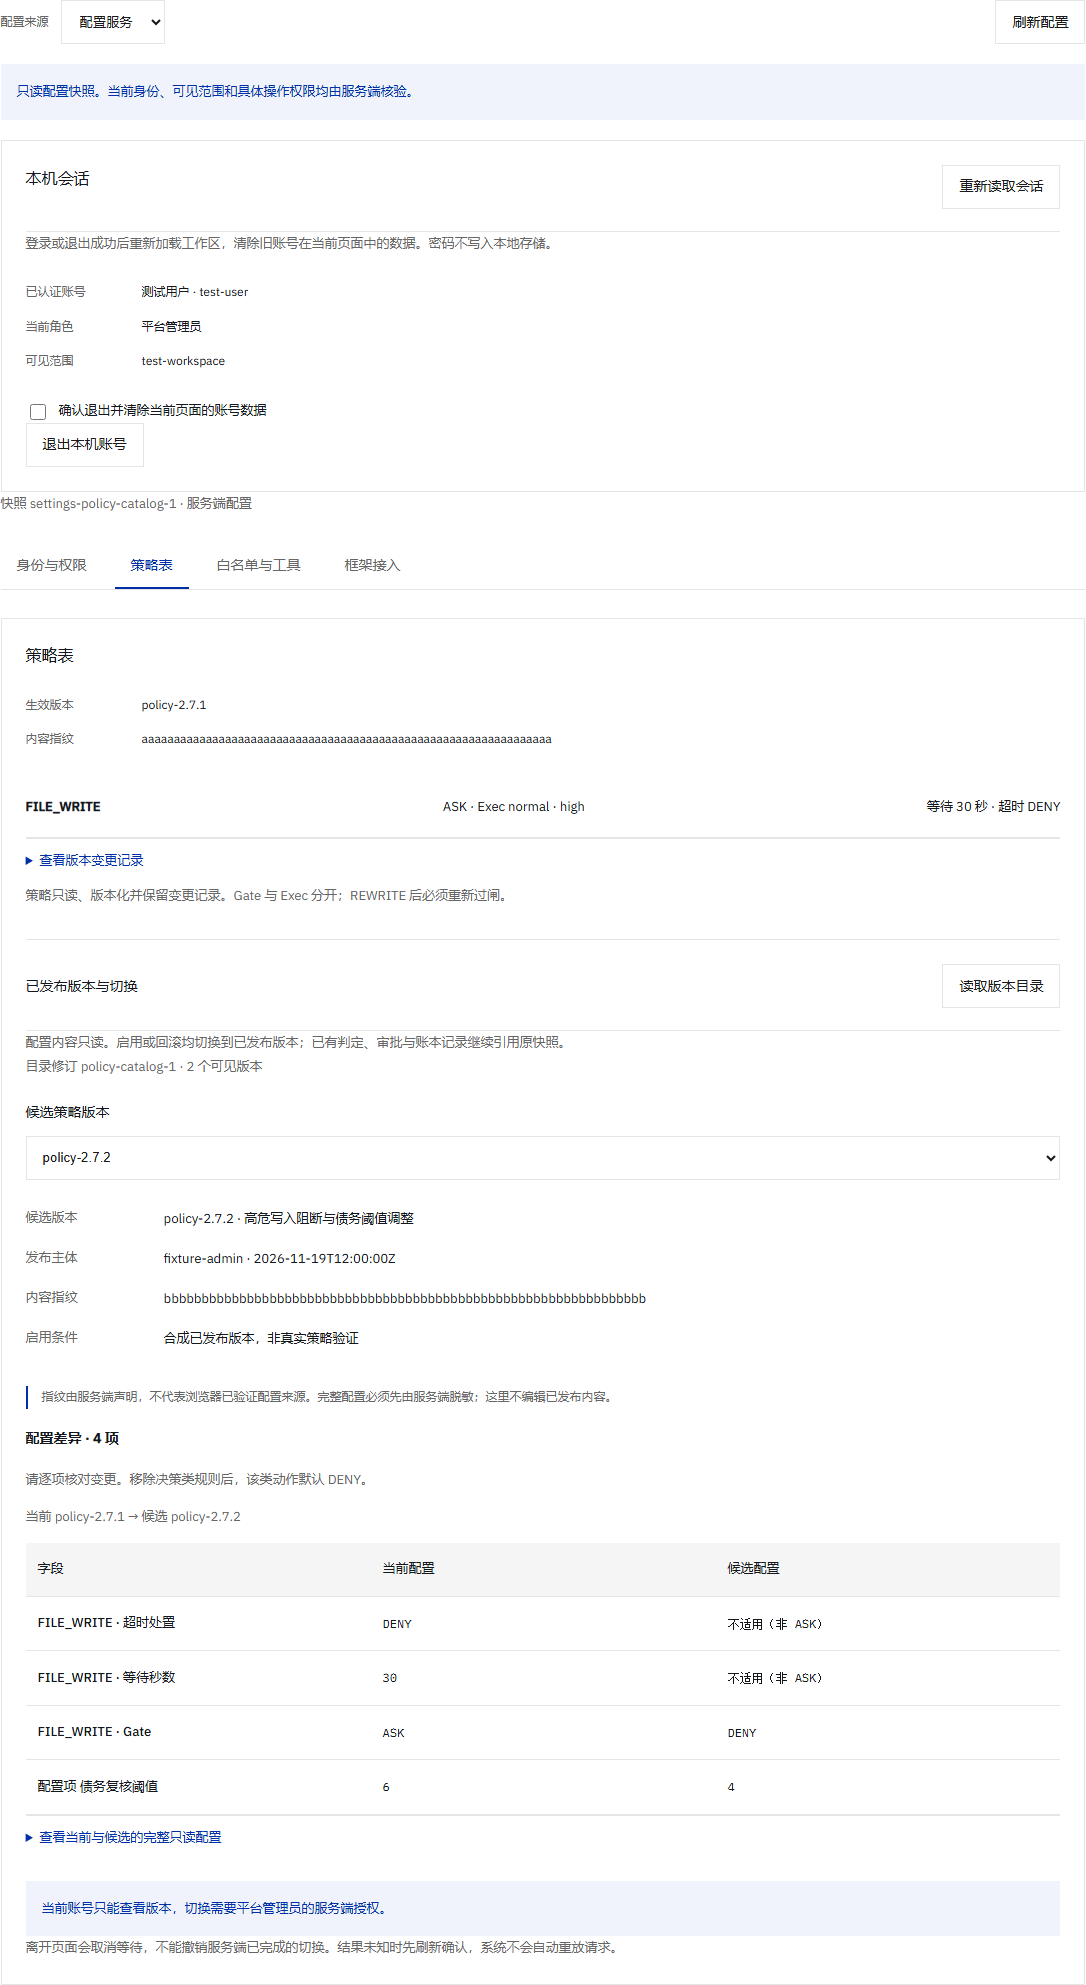 配置来源 配置服务 刷新配置
只读配置快照。当前身份、可见范围和具体操作权限均由服务端核验。
本机会话 重新读取会话
登录或退出成功后重新加载工作区，清除旧账号在当前页面中的数据。密码不写入本地存储。
已认证账号 测试用户 · test-user
当前角色 平台管理员
可见范围 test-workspace
确认退出并清除当前页面的账号数据
退出本机账号
快照 settings-policy-catalog-1 · 服务端配置
身份与权限 策略表 白名单与工具 框架接入
策略表
生效版本 policy-2.7.1
内容指纹 aaaaaaaaaaaaaaaaaaaaaaaaaaaaaaaaaaaaaaaaaaaaaaaaaaaaaaaaaaaaaaaa
FILE_WRITE ASK · Exec normal · high 等待 30 秒 · 超时 DENY
查看版本变更记录
策略只读、版本化并保留变更记录。Gate 与 Exec 分开；REWRITE 后必须重新过闸。
已发布版本与切换 读取版本目录
配置内容只读。启用或回滚均切换到已发布版本；已有判定、审批与账本记录继续引用原快照。
目录修订 policy-catalog-1 · 2 个可见版本
候选策略版本
policy-2.7.2
候选版本 policy-2.7.2 · 高危写入阻断与债务阈值调整
发布主体 fixture-admin · 2026-11-19T12:00:00Z
内容指纹 bbbbbbbbbbbbbbbbbbbbbbbbbbbbbbbbbbbbbbbbbbbbbbbbbbbbbbbbbbbbbbbb
启用条件 合成已发布版本，非真实策略验证
指纹由服务端声明，不代表浏览器已验证配置来源。完整配置必须先由服务端脱敏；这里不编辑已发布内容。
配置差异 · 4 项
请逐项核对变更。移除决策类规则后，该类动作默认 DENY。
当前 policy-2.7.1 → 候选 policy-2.7.2
字段 当前配置 候选配置
FILE_WRITE · 超时处置 DENY 不适用（非 ASK）
FILE_WRITE · 等待秒数 30 不适用（非 ASK）
FILE_WRITE · Gate ASK DENY
配置项 债务复核阈值 6 4
查看当前与候选的完整只读配置
当前账号只能查看版本，切换需要平台管理员的服务端授权。
离开页面会取消等待，不能撤销服务端已完成的切换。结果未知时先刷新确认，系统不会自动重放请求。